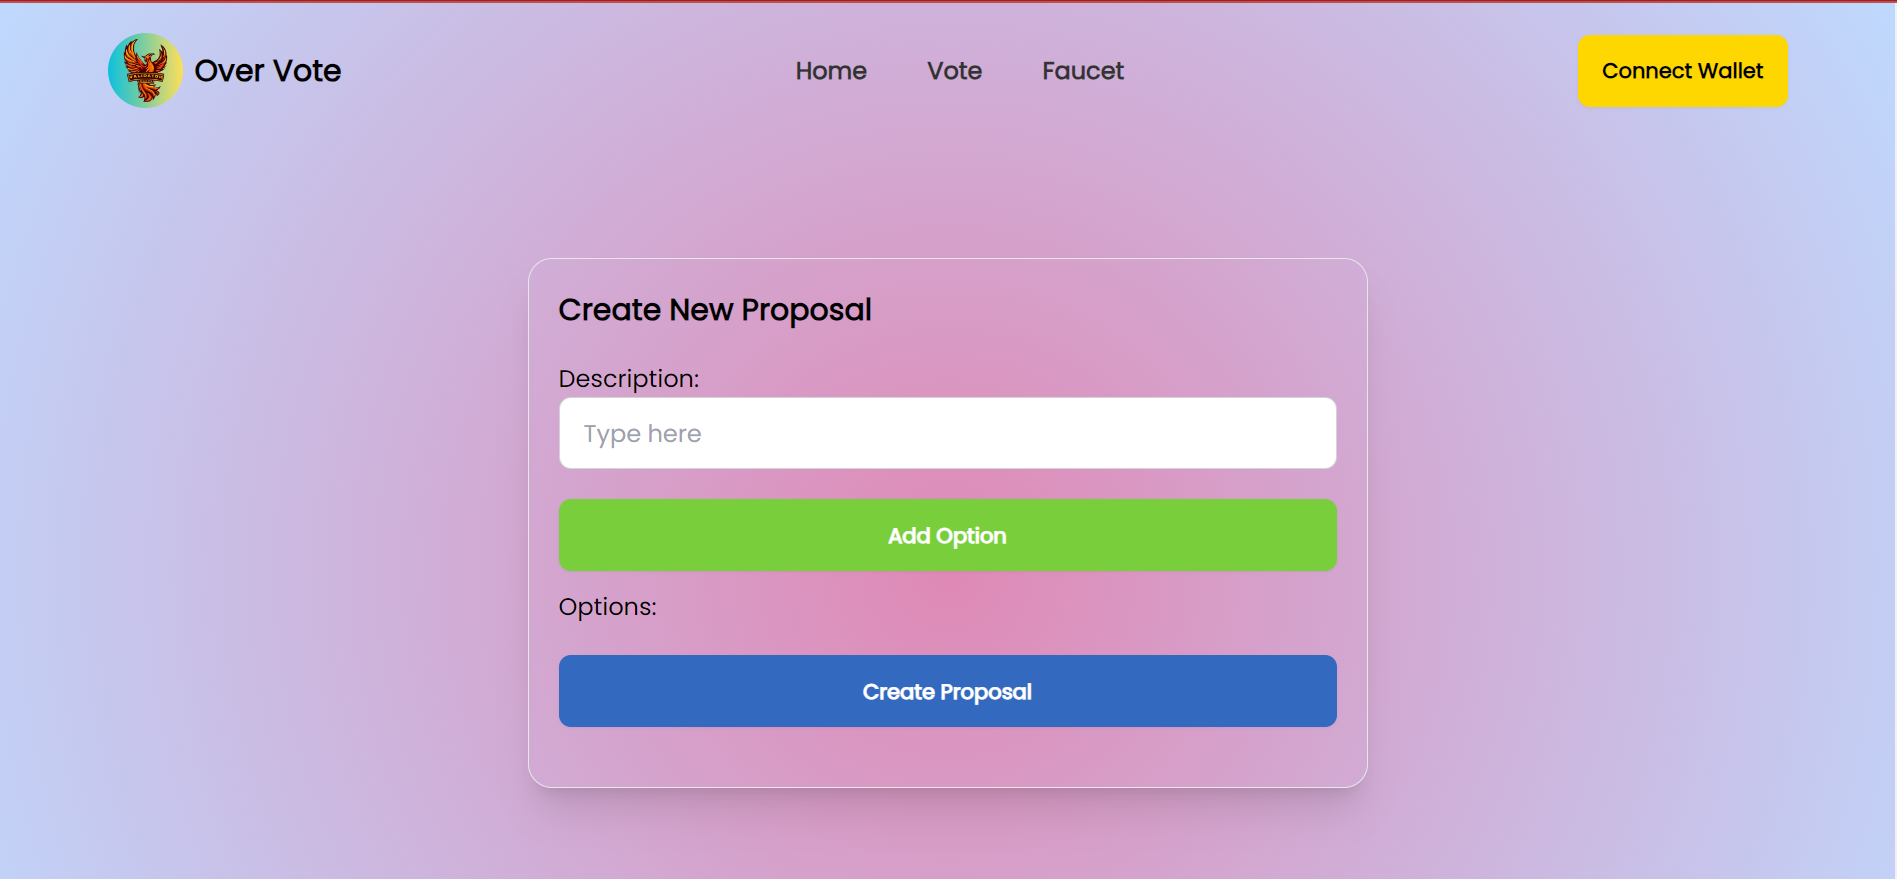 Over Vote
Home
Vote
Faucet
Connect Wallet
Create New Proposal
Description:
Type here
Add Option
Options:
Create Proposal